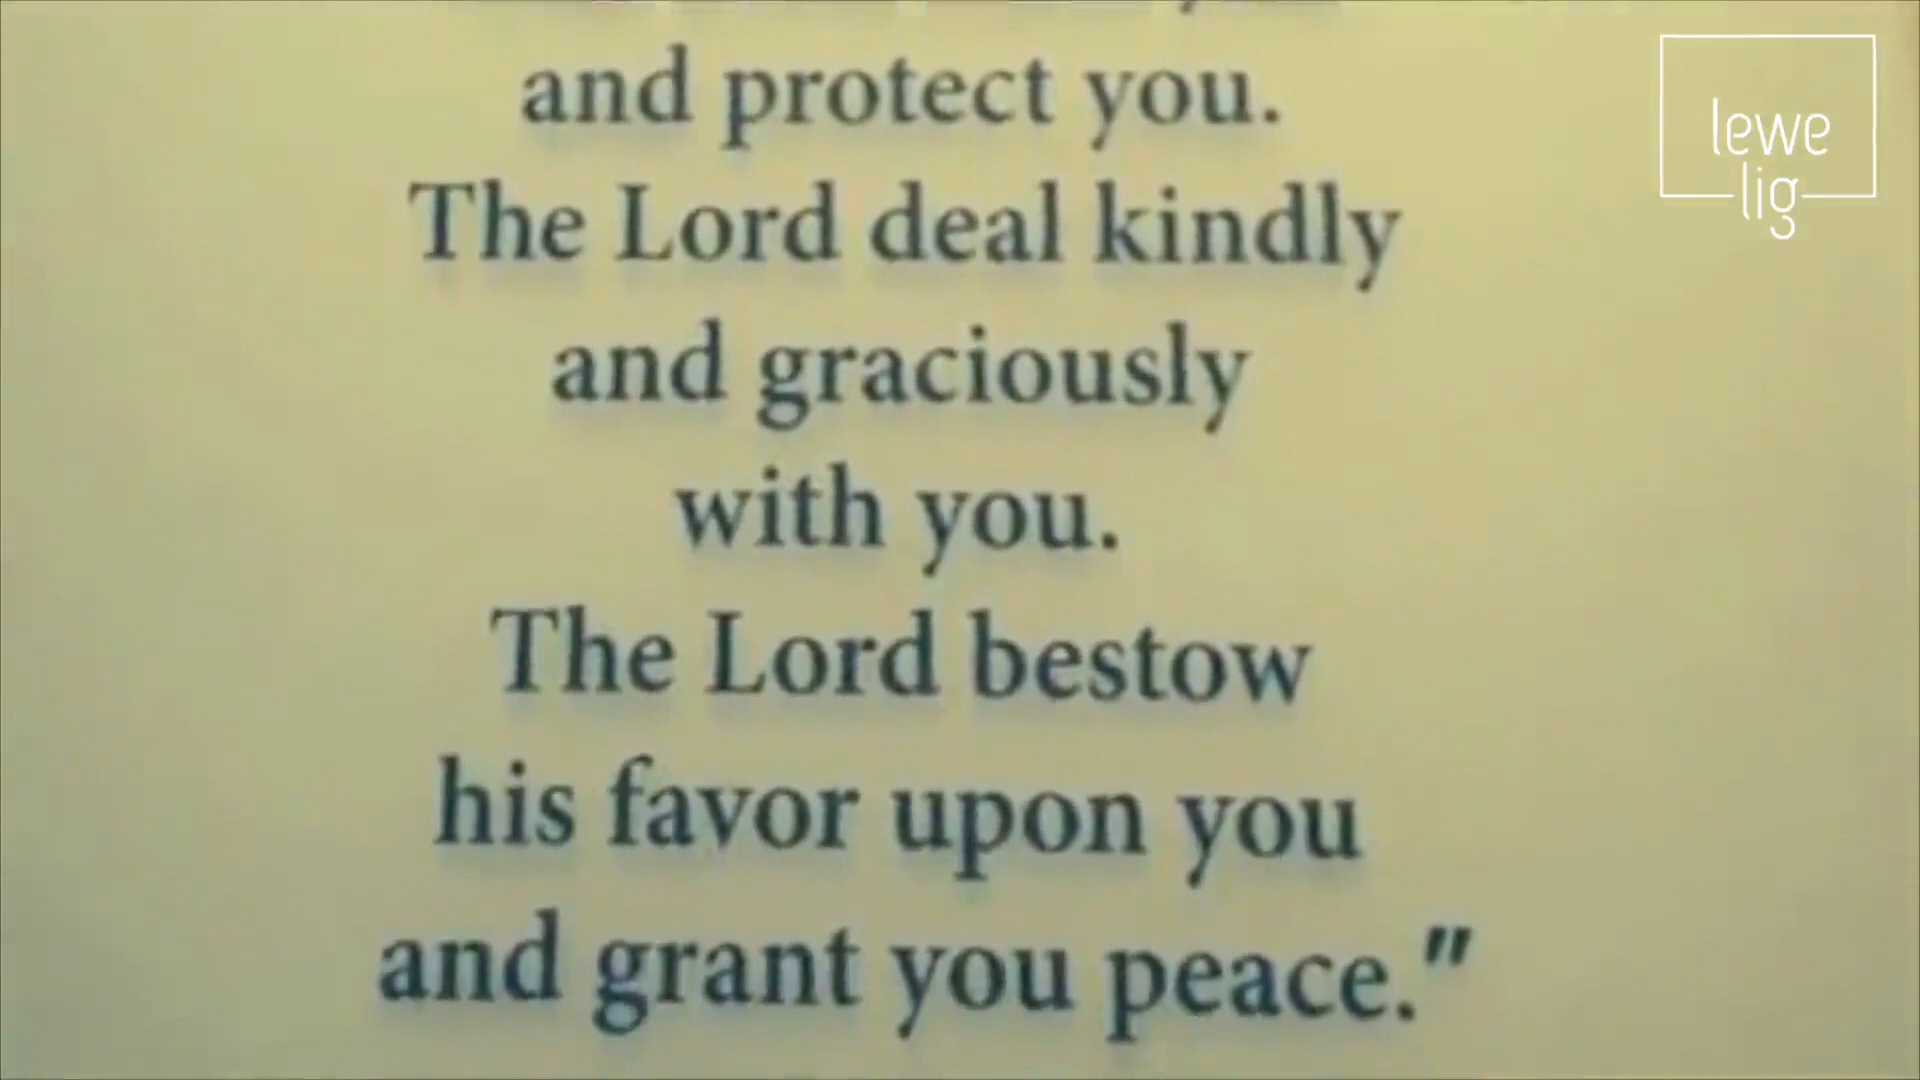 and protect you.
The Lord deal kindly
and graciously
with you.
The Lord bestow
his favor upon you
and grant you peace."
lewe
lig